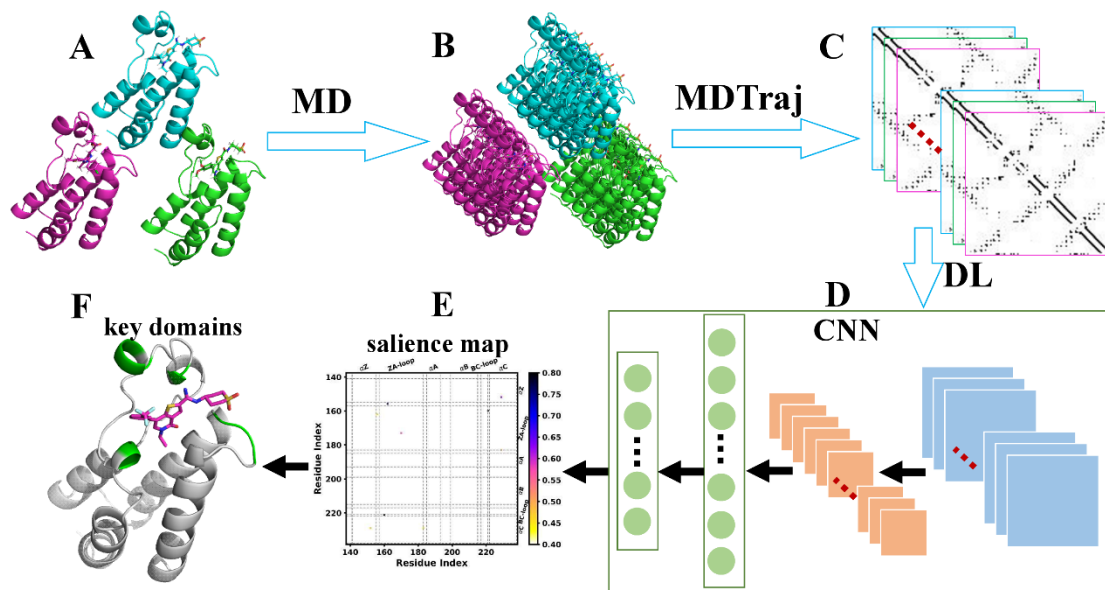 A
MD
B
MDTraj
C
DL
D
CNN
E
salience map
F
key domains
αZ
ZA-loop
αA
αB
BC-loop
αC
140
160
180
200
220
Residue Index
140
160
180
200
220
Residue Index
αZ
ZA-loop
αB
BC-loop
αC
0.80
0.75
0.70
0.65
0.60
0.55
0.50
0.45
0.40